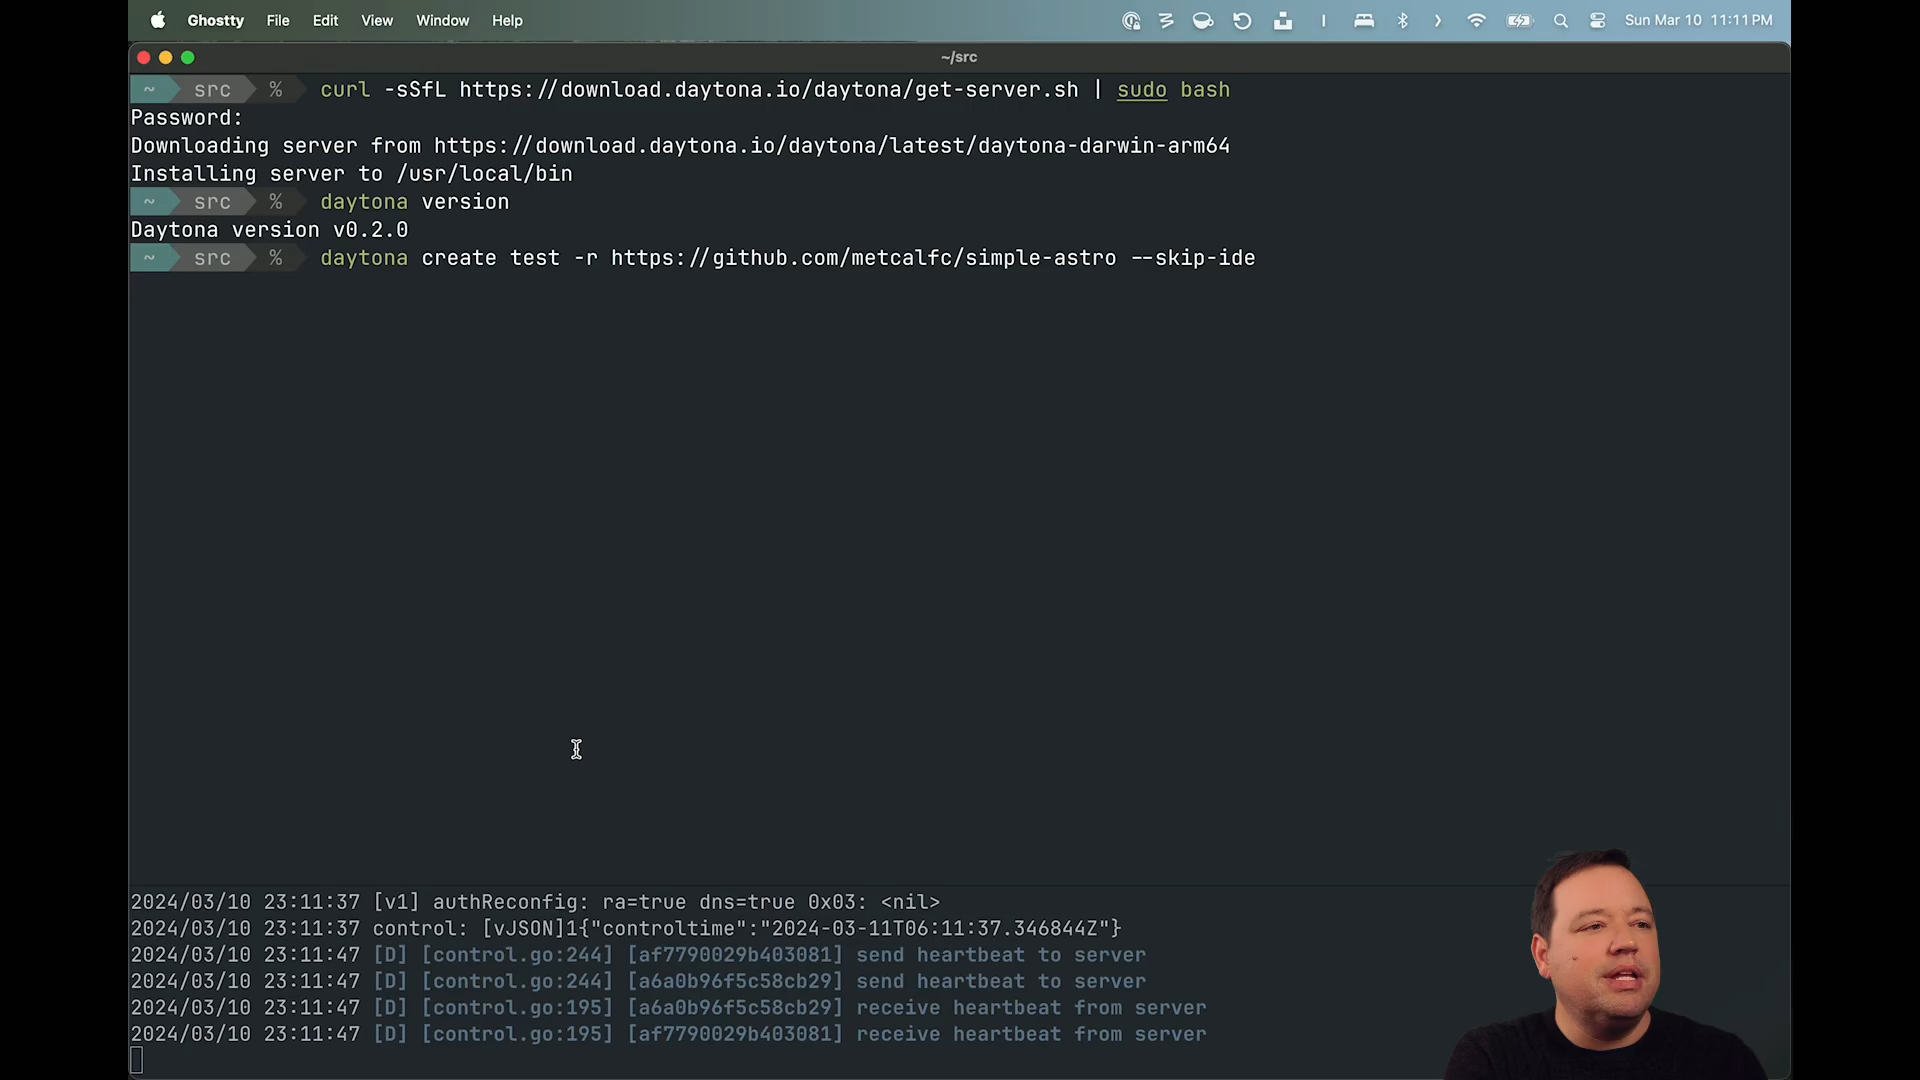 Ghostty File Edit View Window Help Sun Mar 10 11:11 PM
~/src
~ src % curl -sSfL https://download.daytona.io/daytona/get-server.sh | sudo bash
Password:
Downloading server from https://download.daytona.io/daytona/latest/daytona-darwin-arm64
Installing server to /usr/local/bin
~ src % daytona version
Daytona version v0.2.0
~ src % daytona create test -r https://github.com/metcalfc/simple-astro --skip-ide
2024/03/10 23:11:37 [v1] authReconfig: ra=true dns=true 0x03: <nil>
2024/03/10 23:11:37 control: [vJSON]1{"controltime":"2024-03-11T06:11:37.346844Z"}
2024/03/10 23:11:47 [D] [control.go:244] [af7790029b403081] send heartbeat to server
2024/03/10 23:11:47 [D] [control.go:244] [a6a0b96f5c58cb29] send heartbeat to server
2024/03/10 23:11:47 [D] [control.go:195] [a6a0b96f5c58cb29] receive heartbeat from server
2024/03/10 23:11:47 [D] [control.go:195] [af7790029b403081] receive heartbeat from server